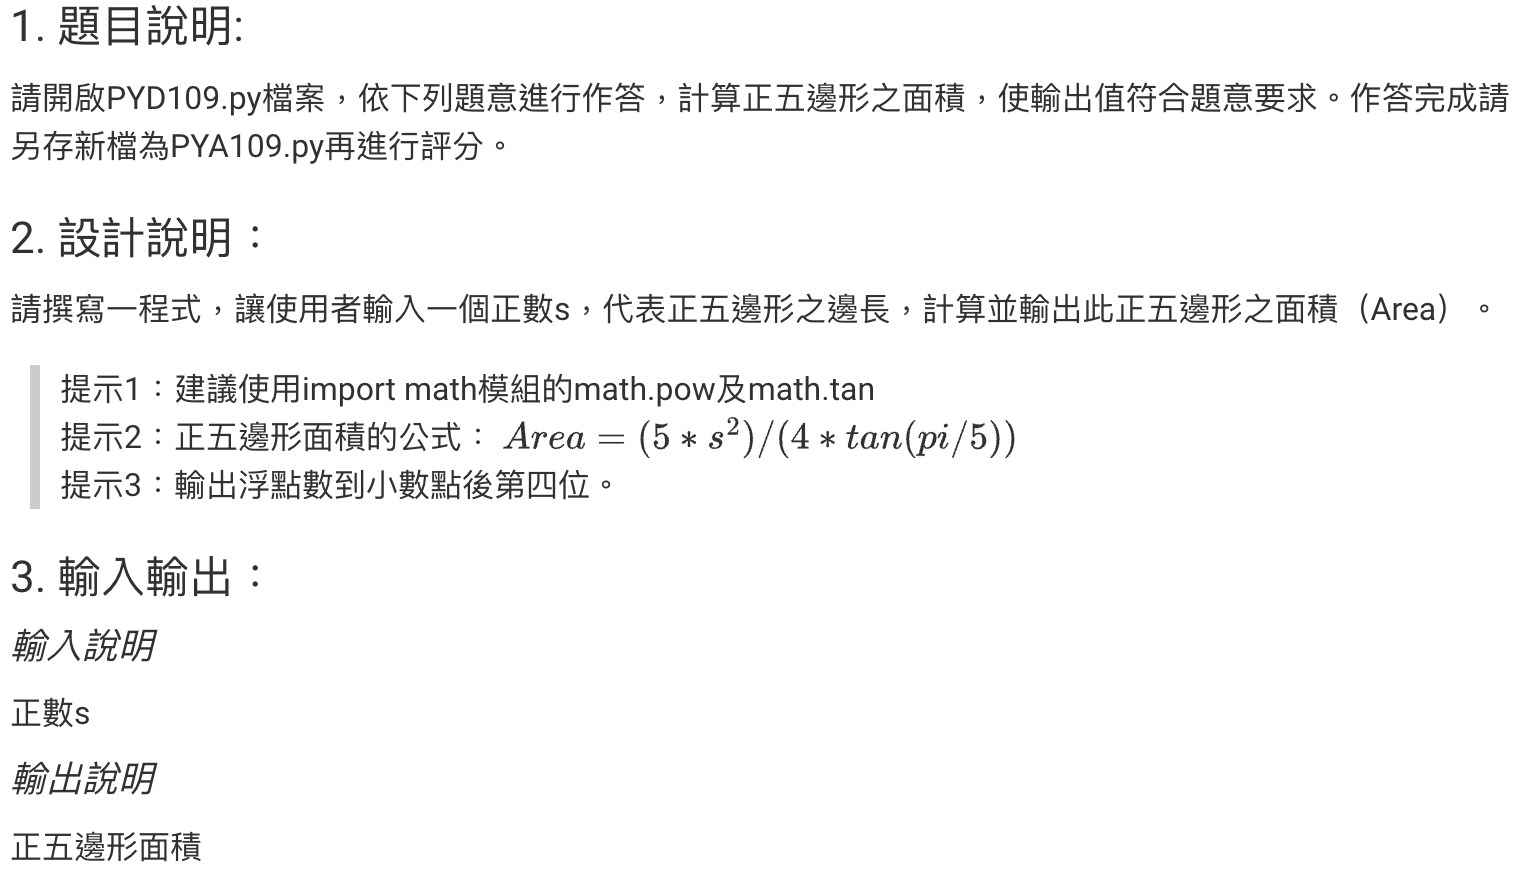 1. 題目說明:
請開啟PYD109.py檔案，依下列題意進行作答，計算正五邊形之面積，使輸出值符合題意要求。作答完成請
另存新檔為PYA109.py再進行評分。
2. 設計說明：
請撰寫一程式，讓使用者輸入一個正數s，代表正五邊形之邊長，計算並輸出此正五邊形之面積（Area）。
提示1：建議使用import math模組的math.pow及math.tan
提示2：正五邊形面積的公式： Area = (5 * s²)/(4 * tan(pi/5))
提示3：輸出浮點數到小數點後第四位。
3. 輸入輸出：
輸入說明
正數s
輸出說明
正五邊形面積